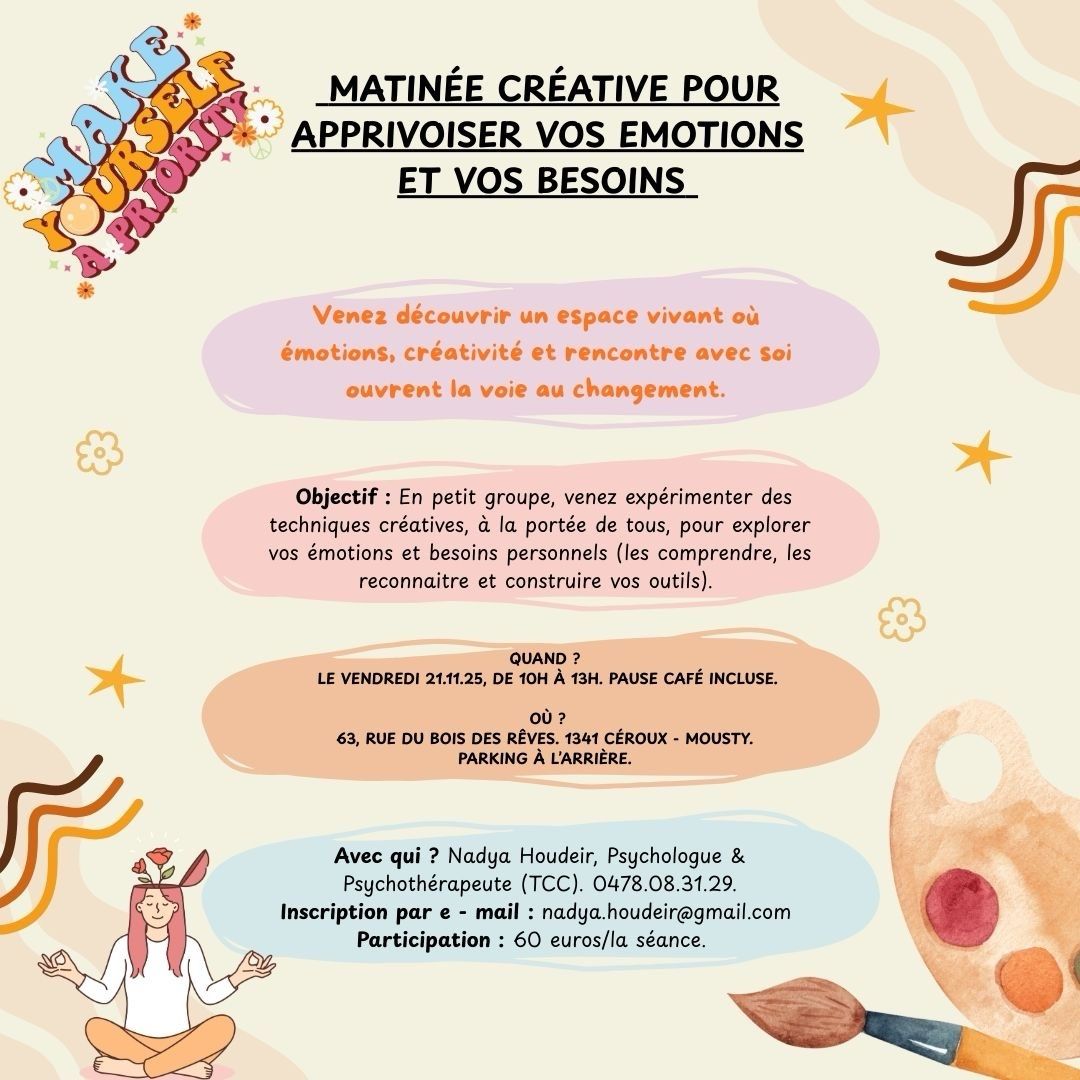 MAKE
YOURSELF
A PRIORITY
MATINÉE CRÉATIVE POUR
APPRIVOISER VOS EMOTIONS
ET VOS BESOINS
Venez découvrir un espace vivant où
émotions, créativité et rencontre avec soi
ouvrent la voie au changement.
Objectif : En petit groupe, venez expérimenter des
techniques créatives, à la portée de tous, pour explorer
vos émotions et besoins personnels (les comprendre, les
reconnaitre et construire vos outils).
QUAND ?
LE VENDREDI 21.11.25, DE 10H À 13H. PAUSE CAFÉ INCLUSE.
OÙ ?
63, RUE DU BOIS DES RÊVES. 1341 CÉROUX - MOUSTY.
PARKING À L'ARRIÈRE.
Avec qui ? Nadya Houdeir, Psychologue &
Psychothérapeute (TCC). 0478.08.31.29.
Inscription par e - mail : nadya.houdeir@gmail.com
Participation : 60 euros/la séance.